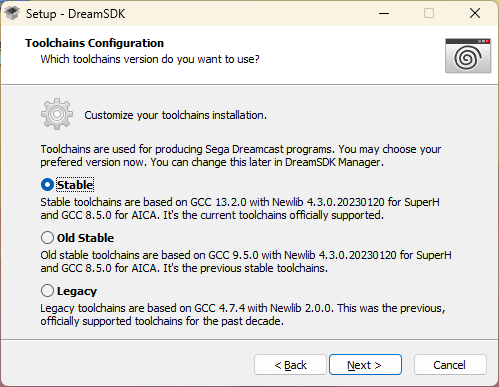 Setup - DreamSDK
Toolchains Configuration
Which toolchains version do you want to use?
Customize your toolchains installation.
Toolchains are used for producing Sega Dreamcast programs. You may choose your
prefered version now. You can change this later in DreamSDK Manager.
Stable
Stable toolchains are based on GCC 13.2.0 with Newlib 4.3.0.20230120 for SuperH
and GCC 8.5.0 for AICA. It's the current toolchains officially supported.
Old Stable
Old stable toolchains are based on GCC 9.5.0 with Newlib 4.3.0.20230120 for SuperH
and GCC 8.5.0 for AICA. It's the previous stable toolchains.
Legacy
Legacy toolchains are based on GCC 4.7.4 with Newlib 2.0.0. This was the previous,
officially supported toolchains for the past decade.
< Back
Next >
Cancel